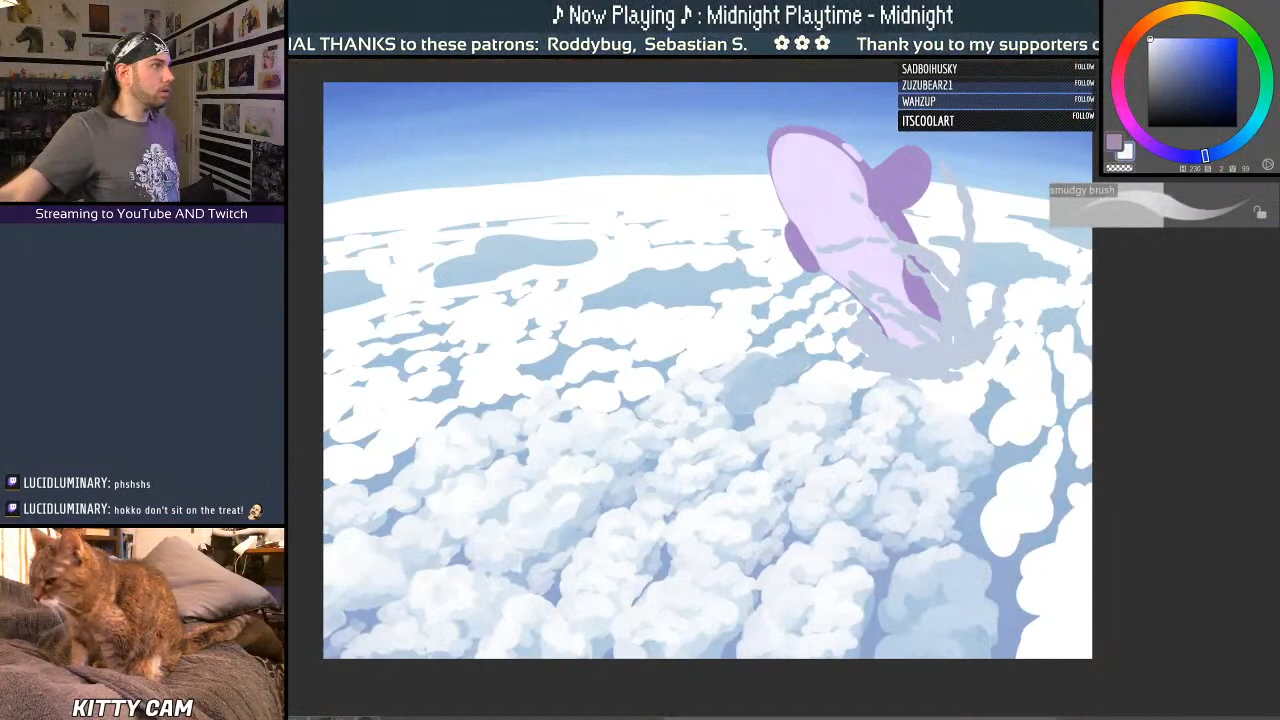 ♪ Now Playing ♪ : Midnight Playtime - Midnight
IAL THANKS to these patrons: Roddybug, Sebastian S. ✿ ✿ ✿ Thank you to my supporters
SADBOIHUSKY FOLLOW
ZUZUBEAR21 FOLLOW
WAHZUP FOLLOW
ITSCOOLART FOLLOW
smudgy brush
Streaming to YouTube AND Twitch
LUCIDLUMINARY: phshshs
LUCIDLUMINARY: hokko don't sit on the treat!
KITTY CAM